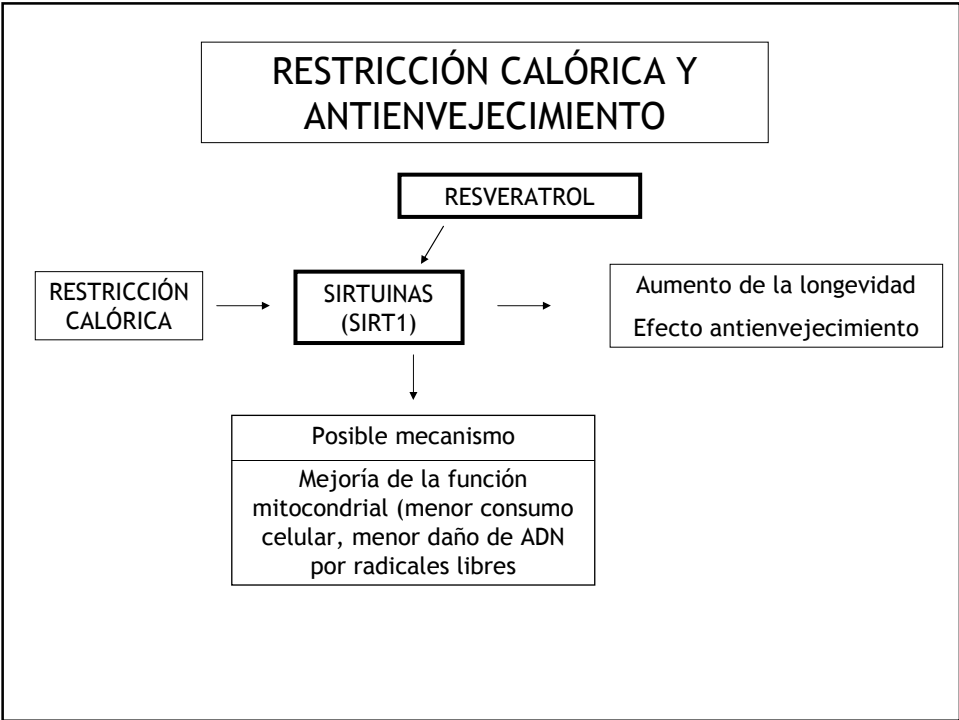 RESTRICCIÓN CALÓRICA Y
ANTIENVEJECIMIENTO
RESVERATROL
RESTRICCIÓN
CALÓRICA
SIRTUINAS
(SIRT1)
Aumento de la longevidad
Efecto antienvejecimiento
Posible mecanismo
Mejoría de la función
mitocondrial (menor consumo
celular, menor daño de ADN
por radicales libres